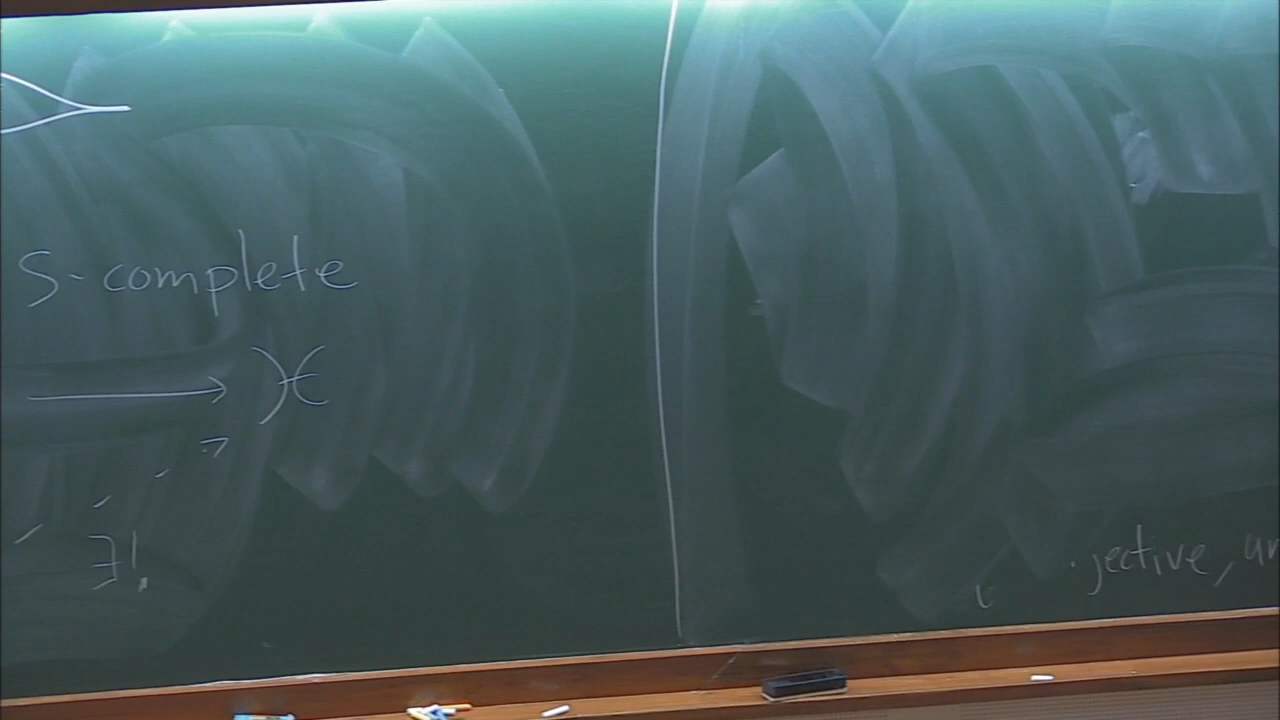 S-complete
𝒳
∃!
jective, un